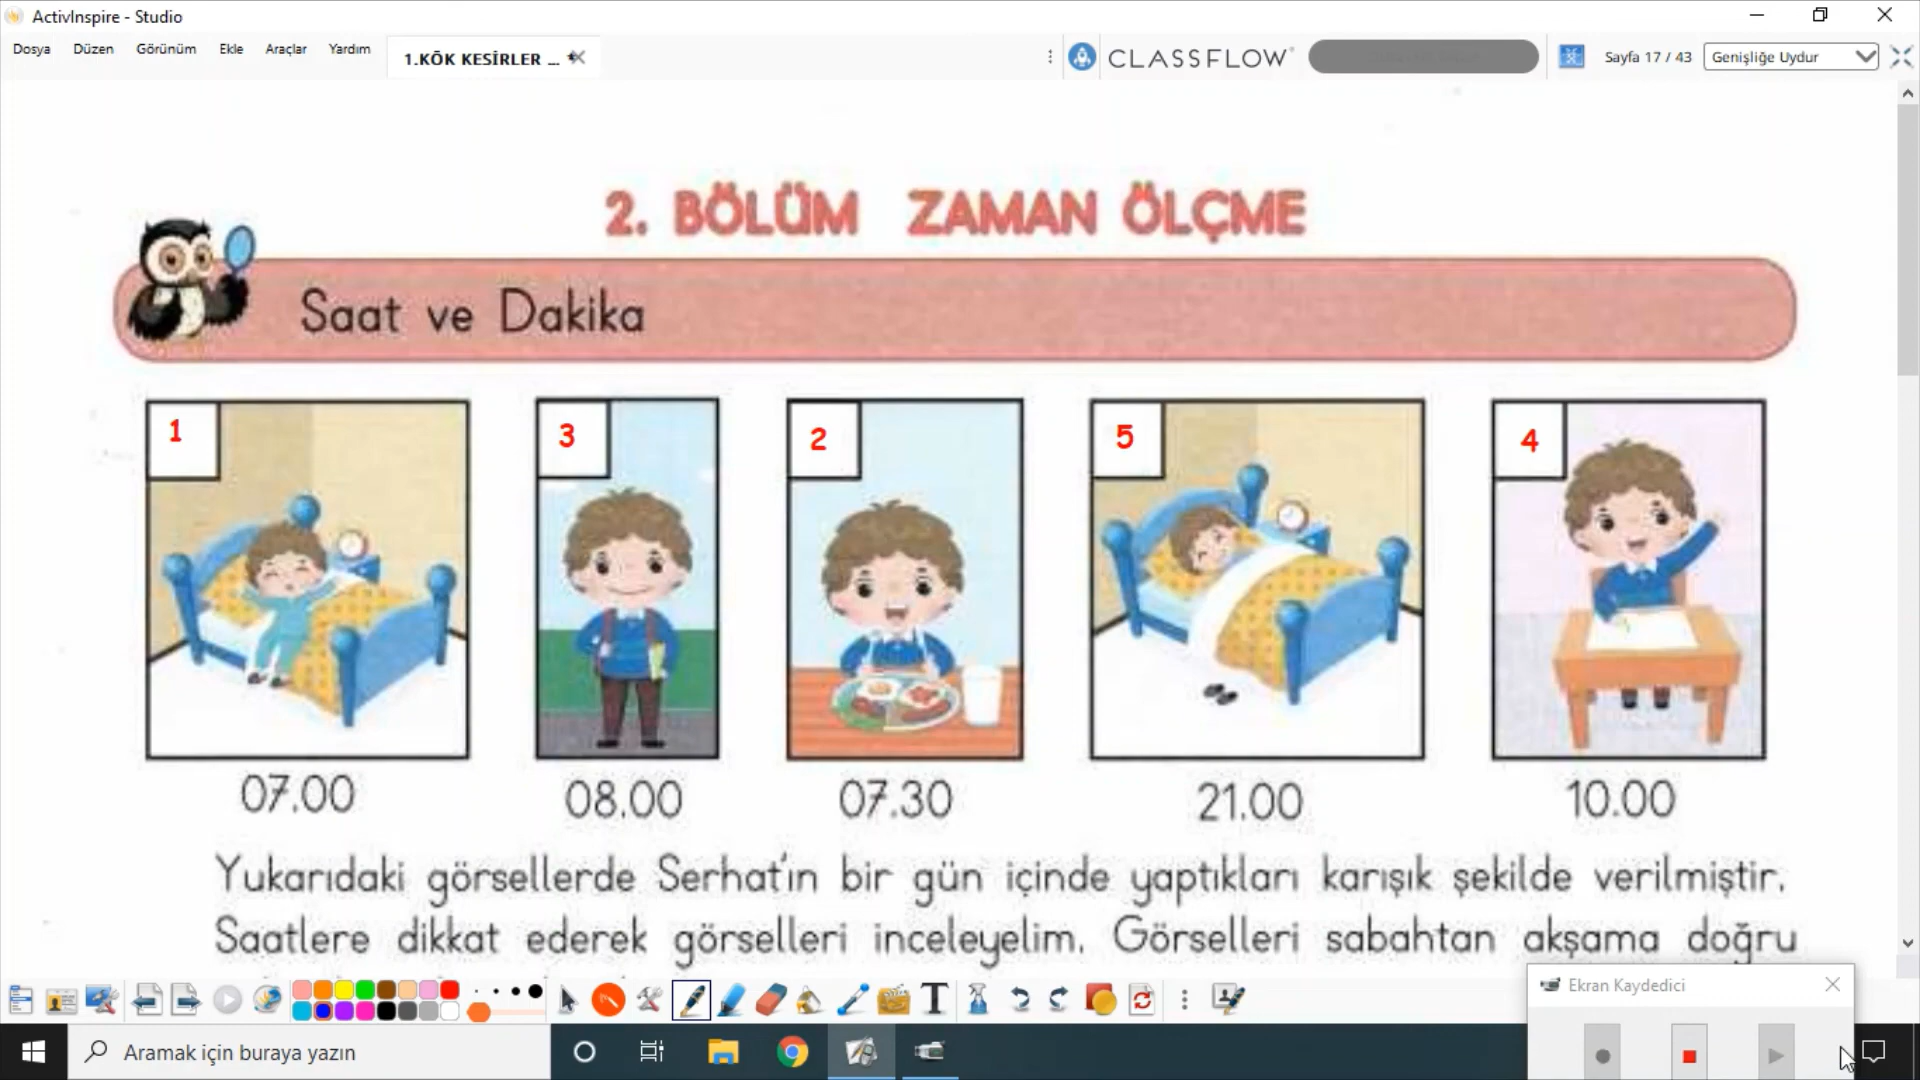 ActivInspire - Studio
Dosya Düzen Görünüm Ekle Araçlar Yardım
1.KÖK KESİRLER ...
CLASSFLOW
Sayfa 17 / 43
Genişliğe Uydur
2. BÖLÜM ZAMAN ÖLÇME
Saat ve Dakika
1 3 2 5 4
07.00 08.00 07.30 21.00 10.00
Yukarıdaki görsellerde Serhat'ın bir gün içinde yaptıkları karışık şekilde verilmiştir.
Saatlere dikkat ederek görselleri inceleyelim. Görselleri sabahtan akşama doğru
T
Ekran Kaydedici
Aramak için buraya yazın